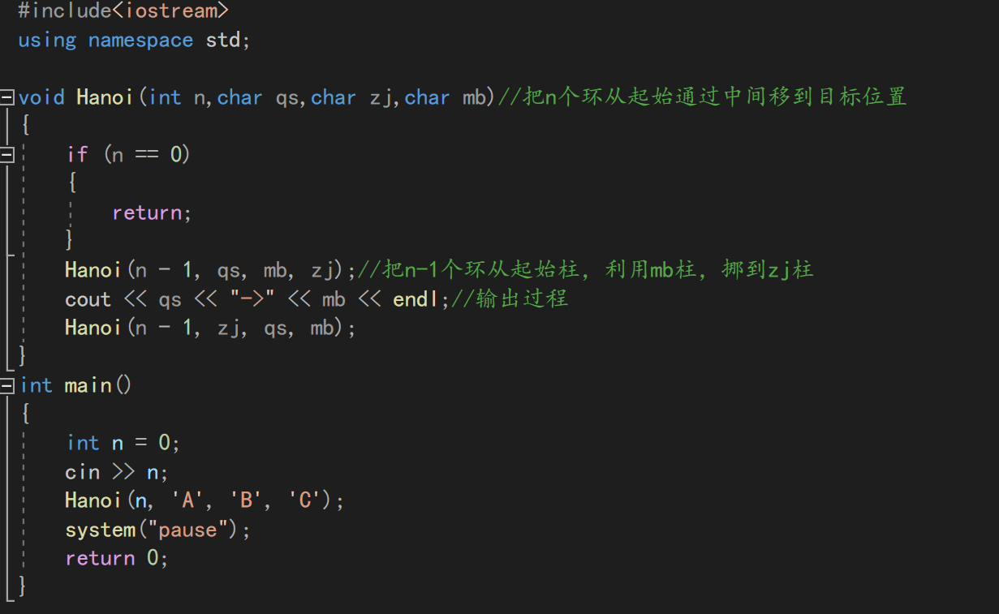 #include<iostream>
using namespace std;
void Hanoi(int n,char qs,char zj,char mb)//把n个环从起始通过中间移到目标位置
{
if (n == 0)
{
return;
}
Hanoi(n - 1, qs, mb, zj);//把n-1个环从起始柱，利用mb柱，挪到zj柱
cout << qs << "->" << mb << endl;//输出过程
Hanoi(n - 1, zj, qs, mb);
}
int main()
{
int n = 0;
cin >> n;
Hanoi(n, 'A', 'B', 'C');
system("pause");
return 0;
}